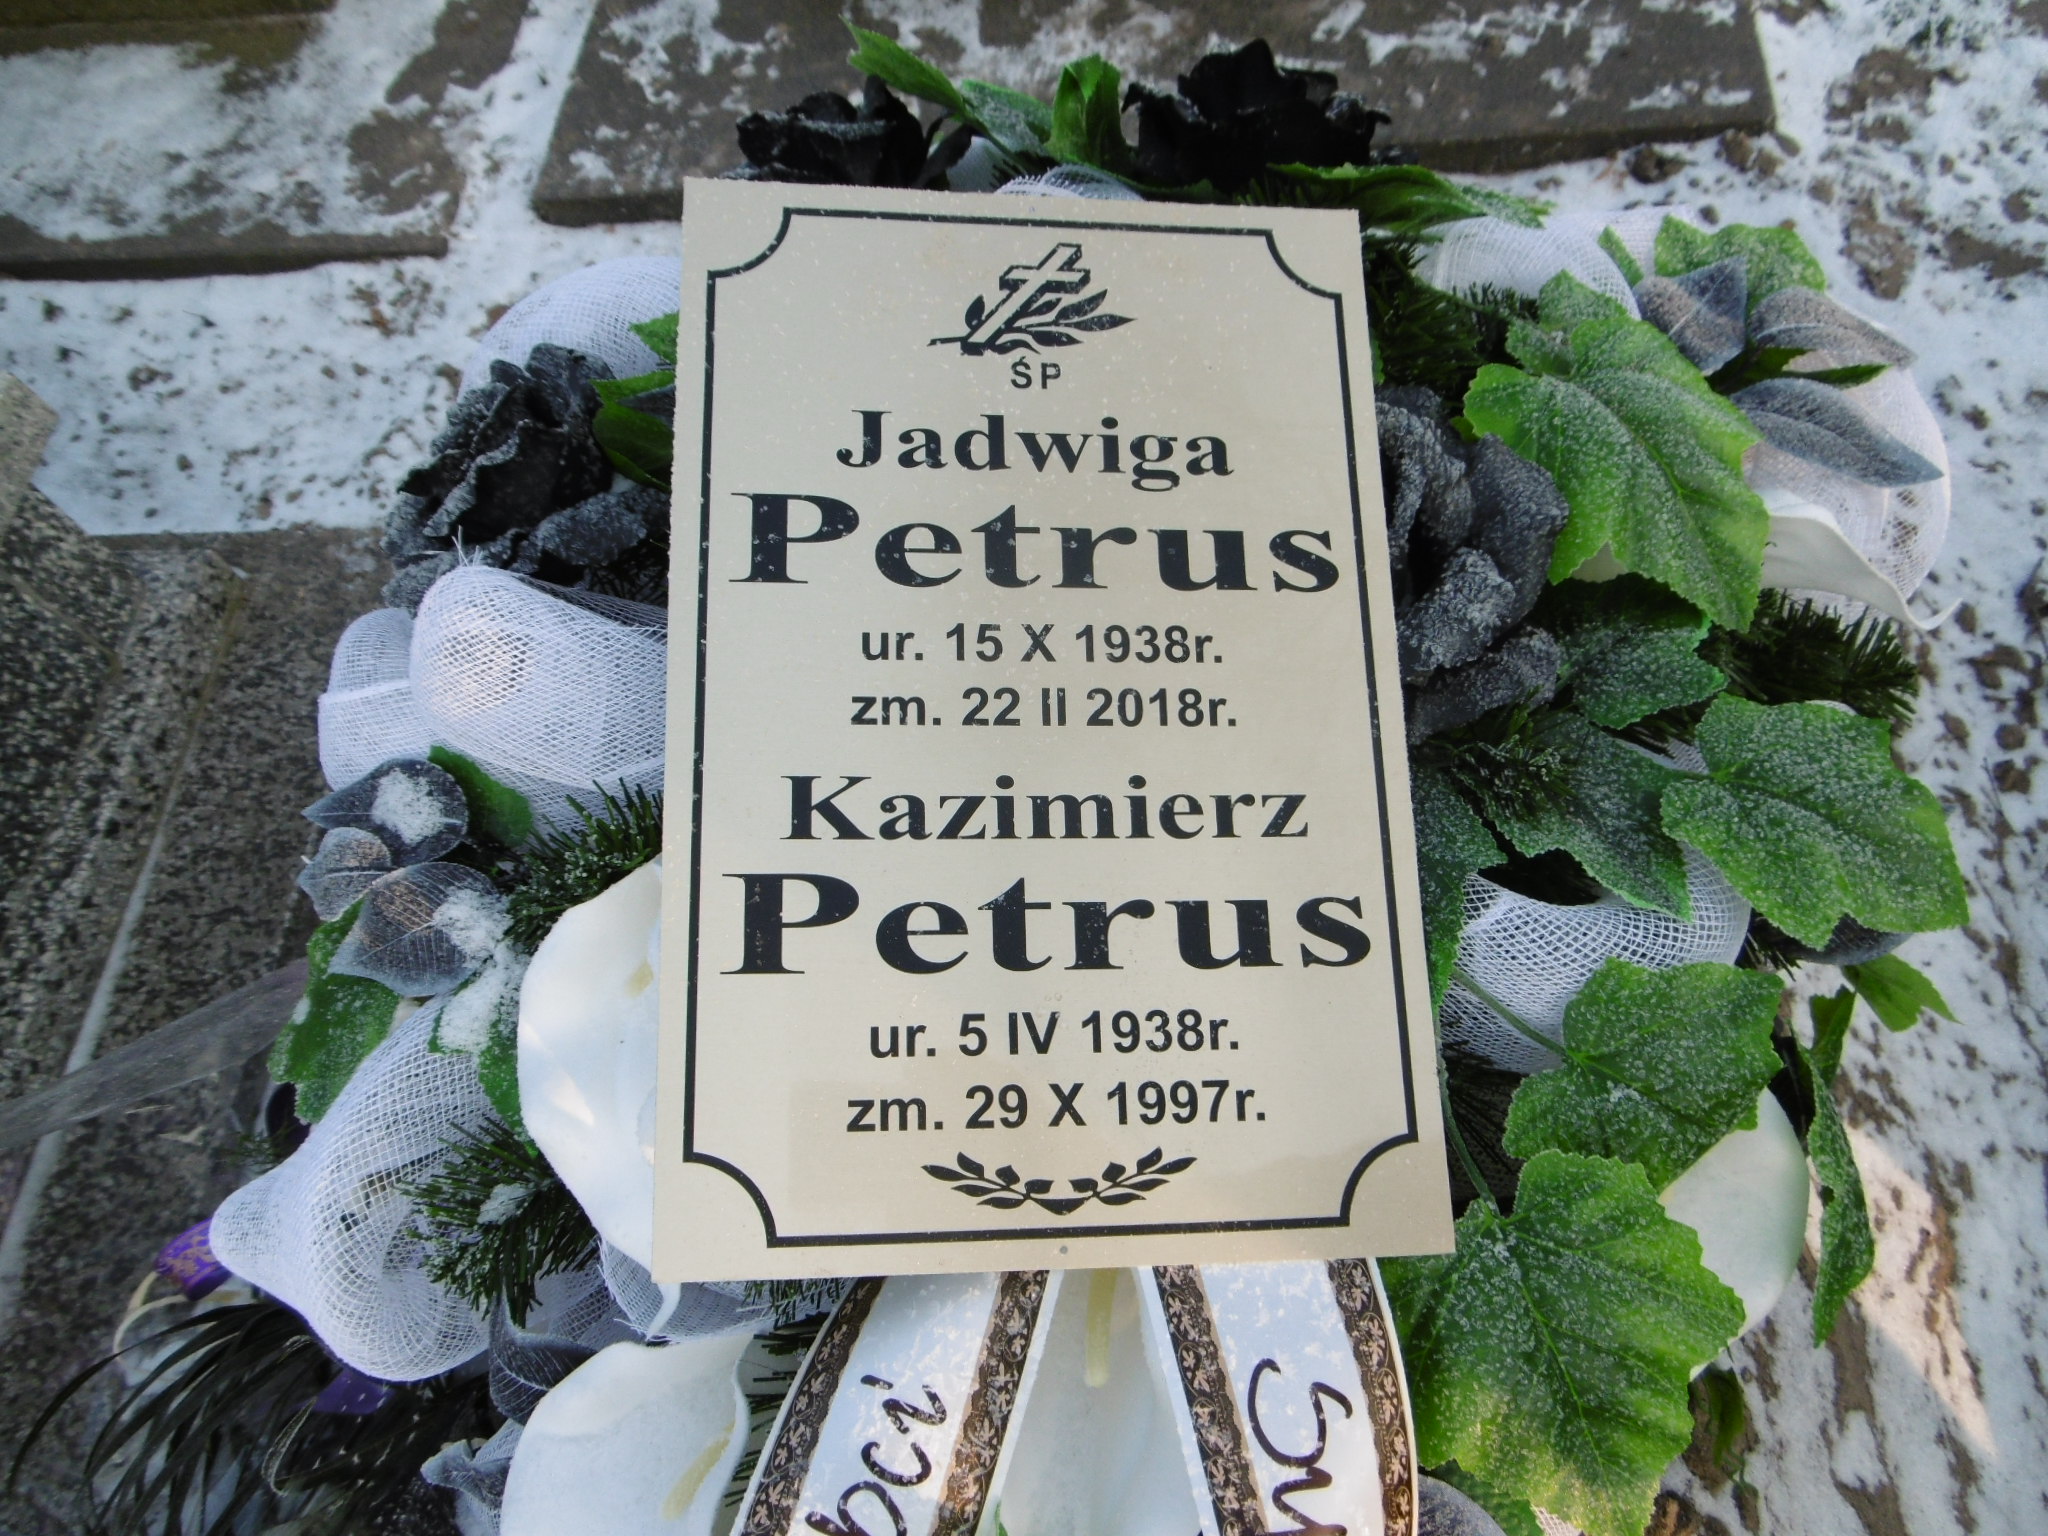 ŚP
Jadwiga
Petrus
ur. 15 X 1938r.
zm. 22 II 2018r.
Kazimierz
Petrus
ur. 5 IV 1938r.
zm. 29 X 1997r.